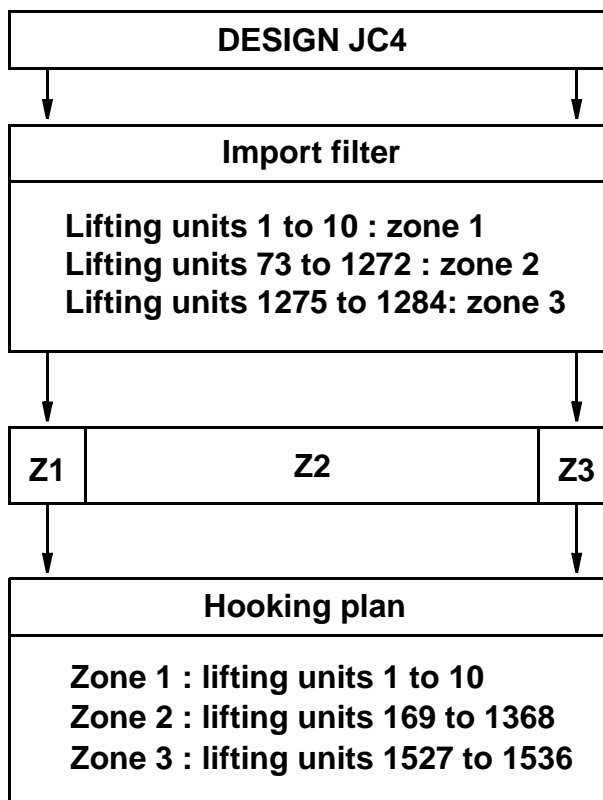 DESIGN JC4
Import filter
Lifting units 1 to 10 : zone 1
Lifting units 73 to 1272 : zone 2
Lifting units 1275 to 1284: zone 3
Z1 Z2 Z3
Hooking plan
Zone 1 : lifting units 1 to 10
Zone 2 : lifting units 169 to 1368
Zone 3 : lifting units 1527 to 1536